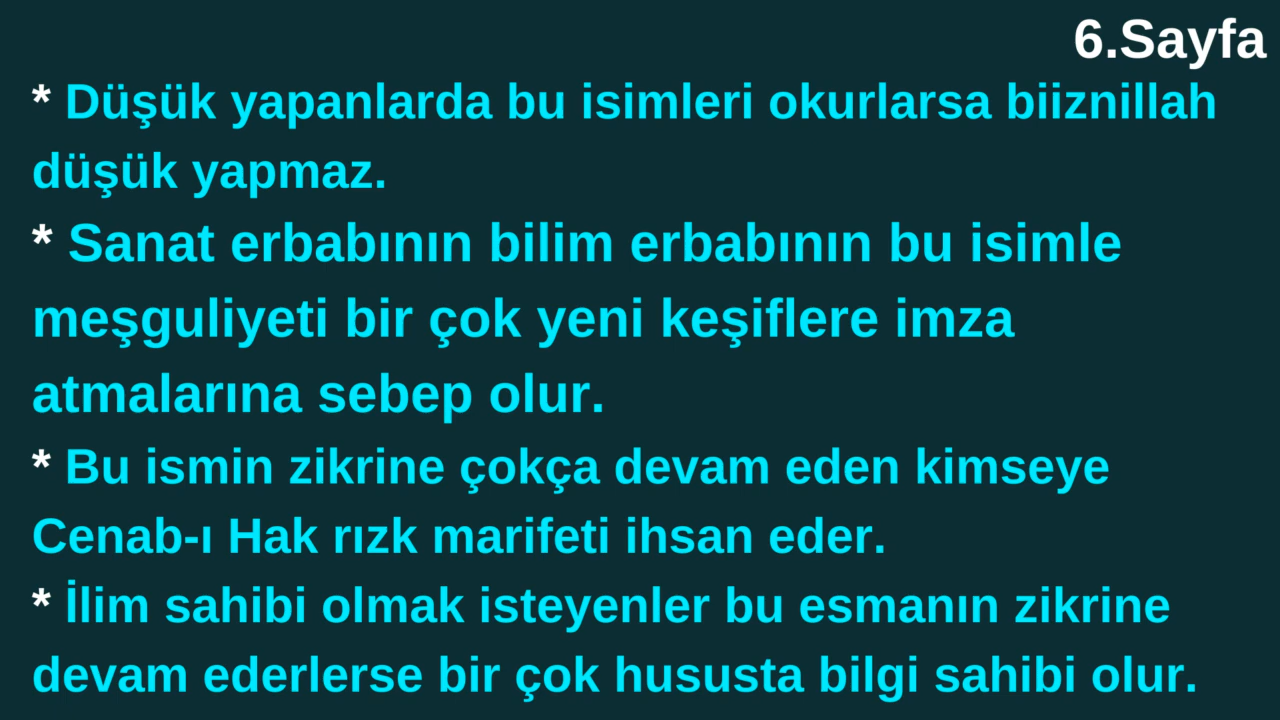 6.Sayfa
* Düşük yapanlarda bu isimleri okurlarsa biiznillah
düşük yapmaz.
* Sanat erbabının bilim erbabının bu isimle
meşguliyeti bir çok yeni keşiflere imza
atmalarına sebep olur.
* Bu ismin zikrine çokça devam eden kimseye
Cenab-ı Hak rızk marifeti ihsan eder.
* İlim sahibi olmak isteyenler bu esmanın zikrine
devam ederlerse bir çok hususta bilgi sahibi olur.